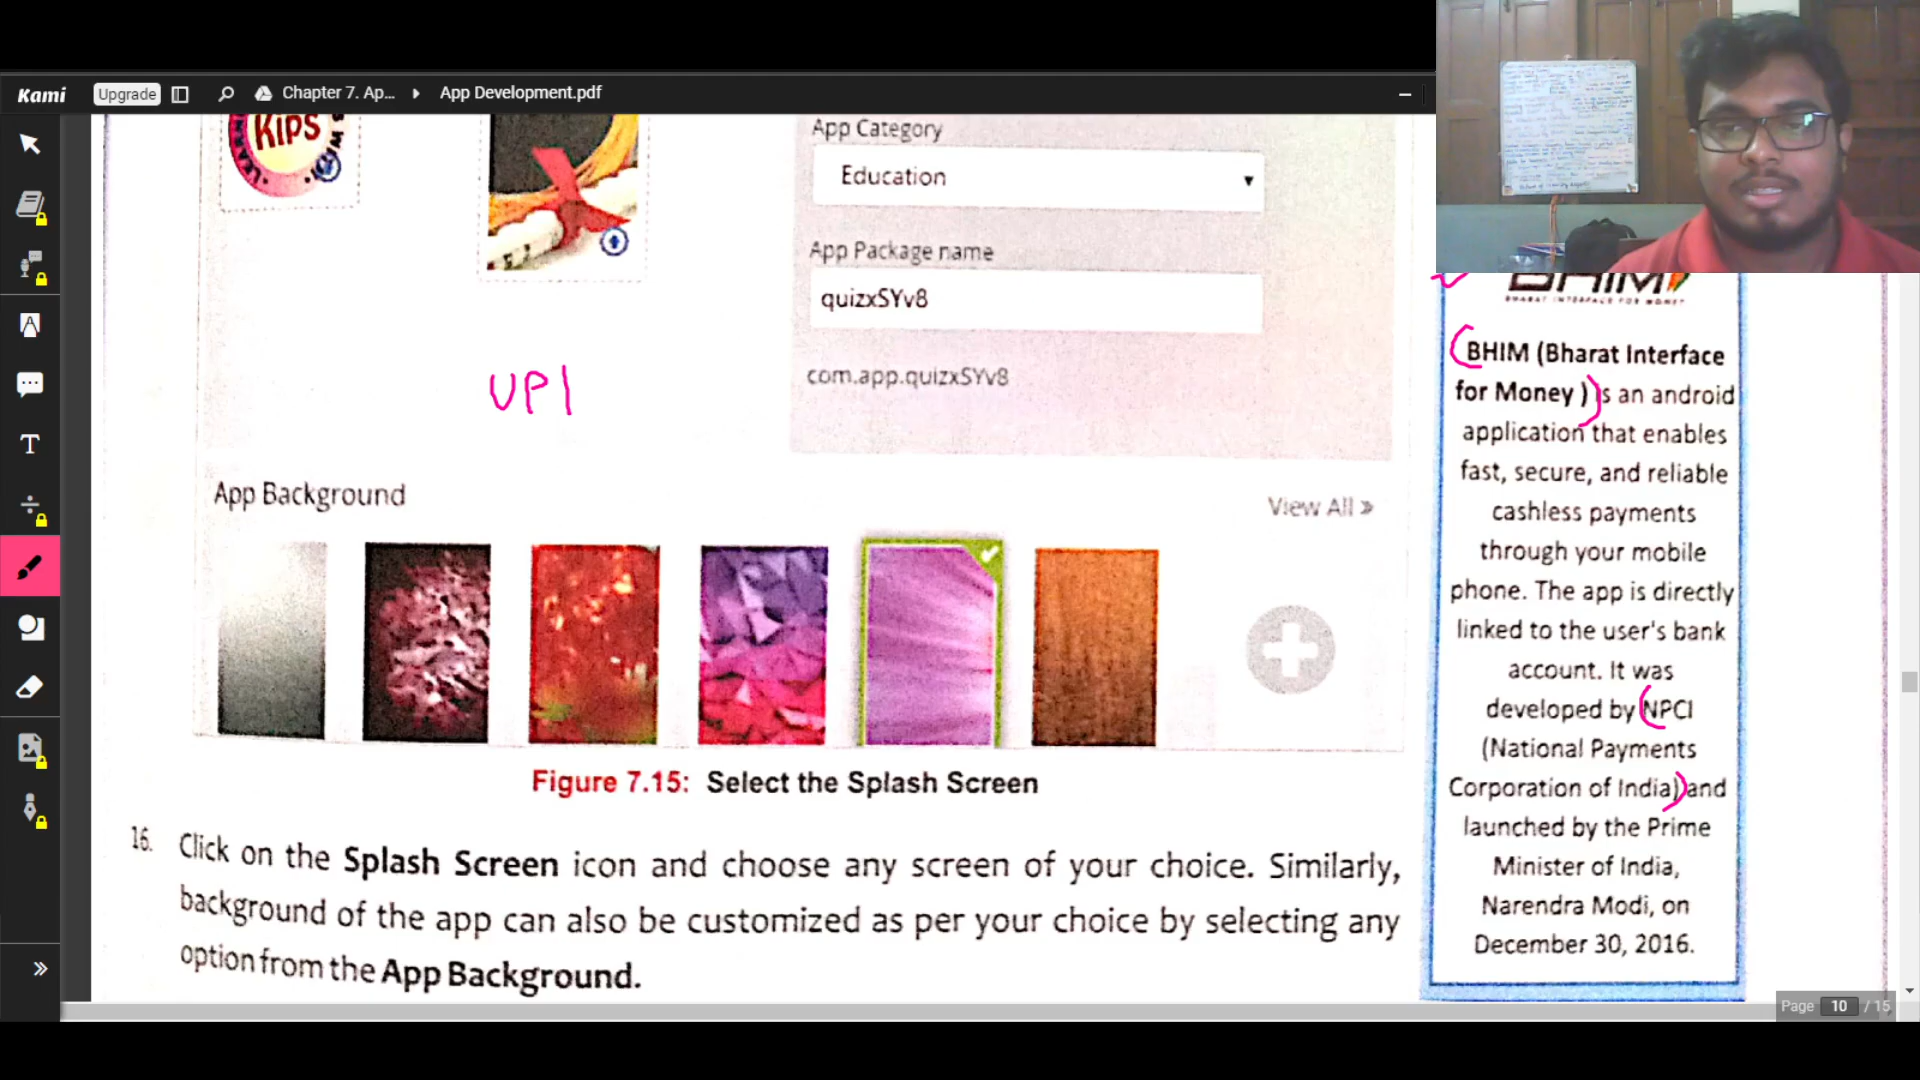 Kami
Upgrade
Chapter 7. Ap...
App Development.pdf
KIPS
App Category
Education
App Package name
quizxSYv8
com.app.quizxSYv8
UPI
App Background
View All »
Figure 7.15: Select the Splash Screen
16. Click on the Splash Screen icon and choose any screen of your choice. Similarly,
background of the app can also be customized as per your choice by selecting any
option from the App Background.
BHIM
BHARAT INTERFACE FOR MONEY
BHIM (Bharat Interface
for Money ) is an android
application that enables
fast, secure, and reliable
cashless payments
through your mobile
phone. The app is directly
linked to the user's bank
account. It was
developed by NPCI
(National Payments
Corporation of India) and
launched by the Prime
Minister of India,
Narendra Modi, on
December 30, 2016.
Page 10 / 15